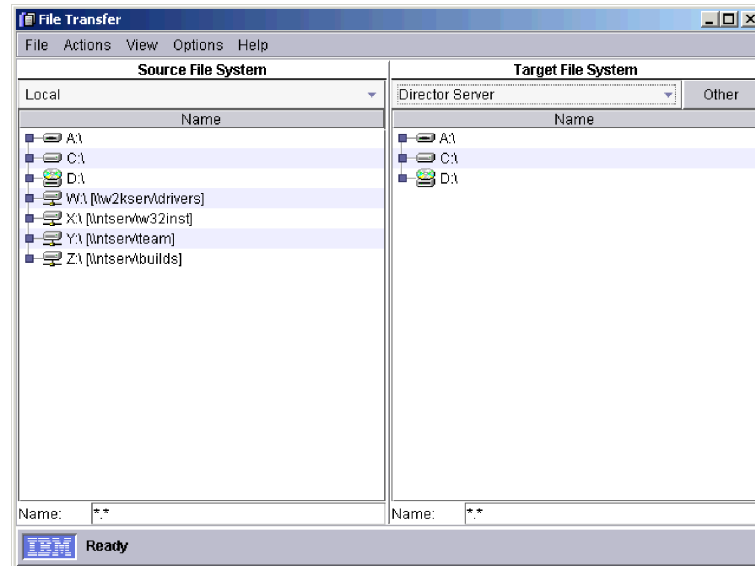 File Transfer
File Actions View Options Help
Source File System
Target File System
Local
Director Server
Other
Name
Name
A:\
C:\
D:\
W:\ [\\w2kserv\drivers]
X:\ [\\ntserv\w32inst]
Y:\ [\\ntserv\team]
Z:\ [\\ntserv\builds]
A:\
C:\
D:\
Name: *.*
Name: *.*
IBM Ready